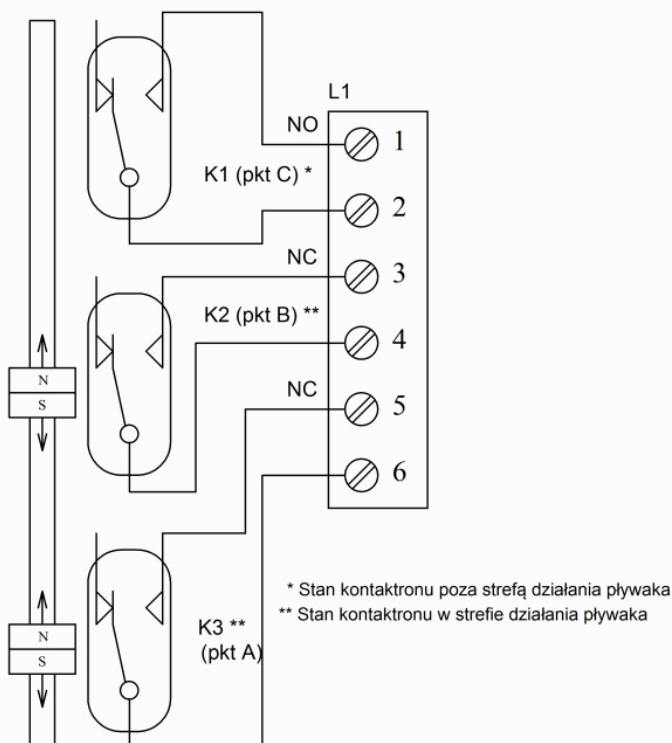 L1
NO
1
K1 (pkt C) *
2
NC
3
K2 (pkt B) **
4
N
S
NC
5
6
* Stan kontaktronu poza strefą działania pływaka
** Stan kontaktronu w strefie działania pływaka
K3 **
(pkt A)
N
S